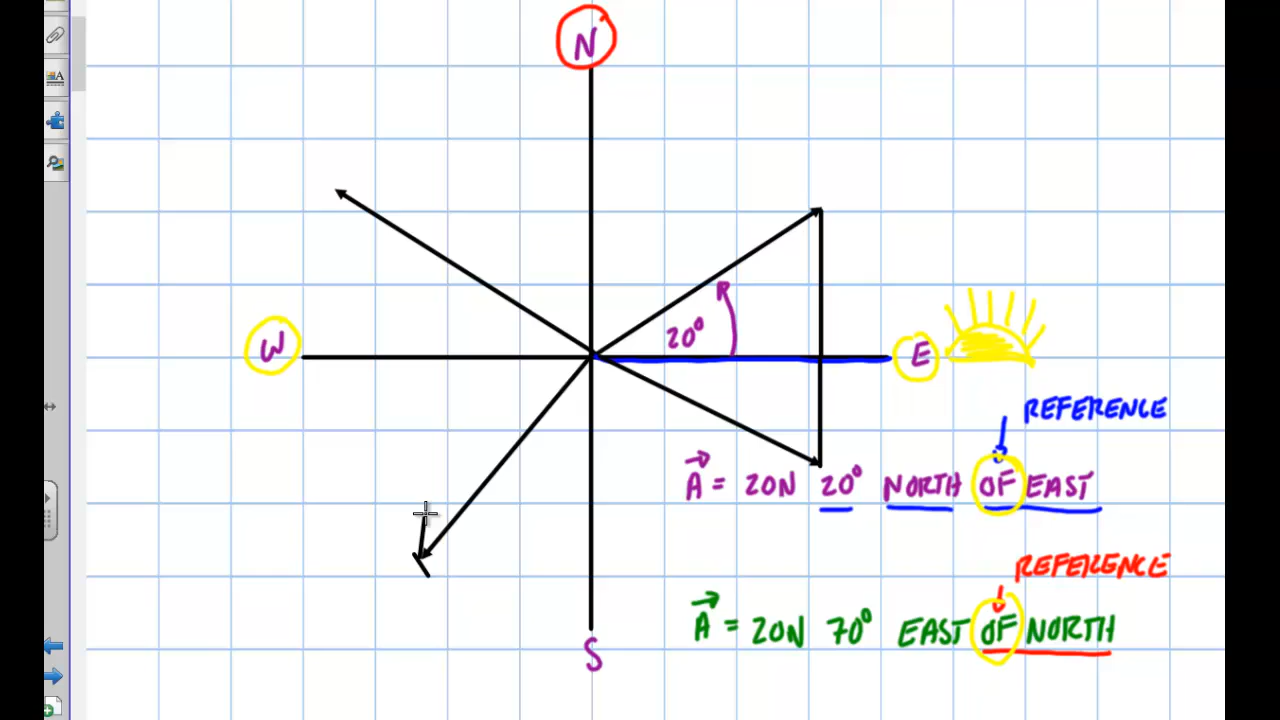 N
20°
W
E
REFERENCE
A = 20N 20° NORTH OF EAST
REFERENCE
A = 20N 70° EAST OF NORTH
S